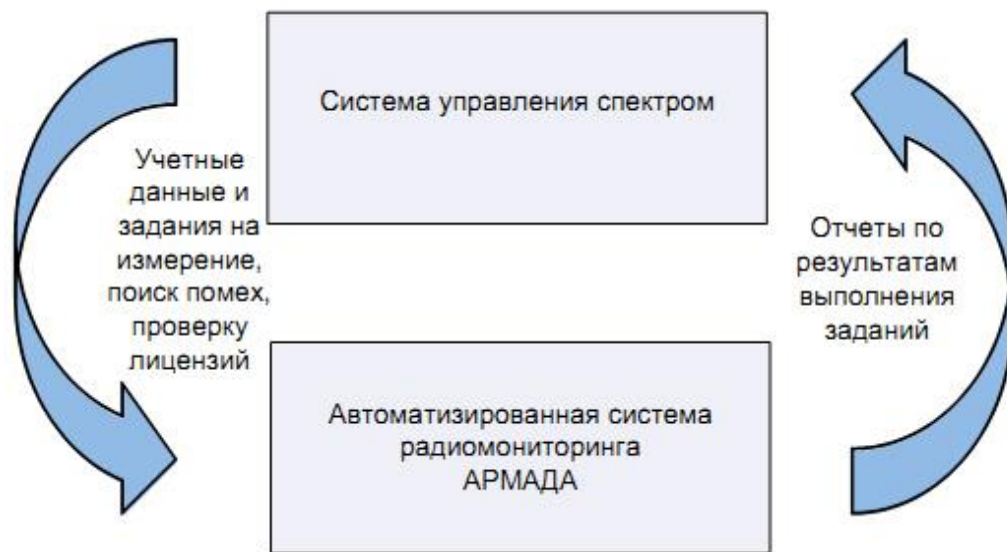 Система управления спектром
Учетные
данные и
задания на
измерение,
поиск помех,
проверку
лицензий
Отчеты по
результатам
выполнения
заданий
Автоматизированная система
радиомониторинга
АРМАДА